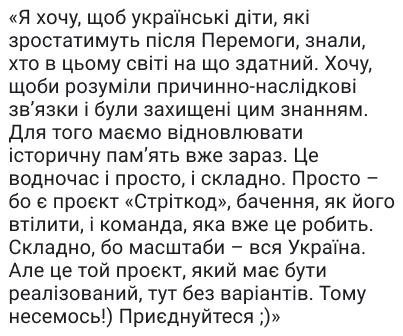 «Я хочу, щоб українські діти, які
зростатимуть після Перемоги, знали,
хто в цьому світі на що здатний. Хочу,
щоби розуміли причинно-наслідкові
зв’язки і були захищені цим знанням.
Для того маємо відновлювати
історичну пам’ять вже зараз. Це
водночас і просто, і складно. Просто –
бо є проєкт «Стріткод», бачення, як його
втілити, і команда, яка вже це робить.
Складно, бо масштаби – вся Україна.
Але це той проєкт, який має бути
реалізований, тут без варіантів. Тому
несемось!) Приєднуйтеся ;)»